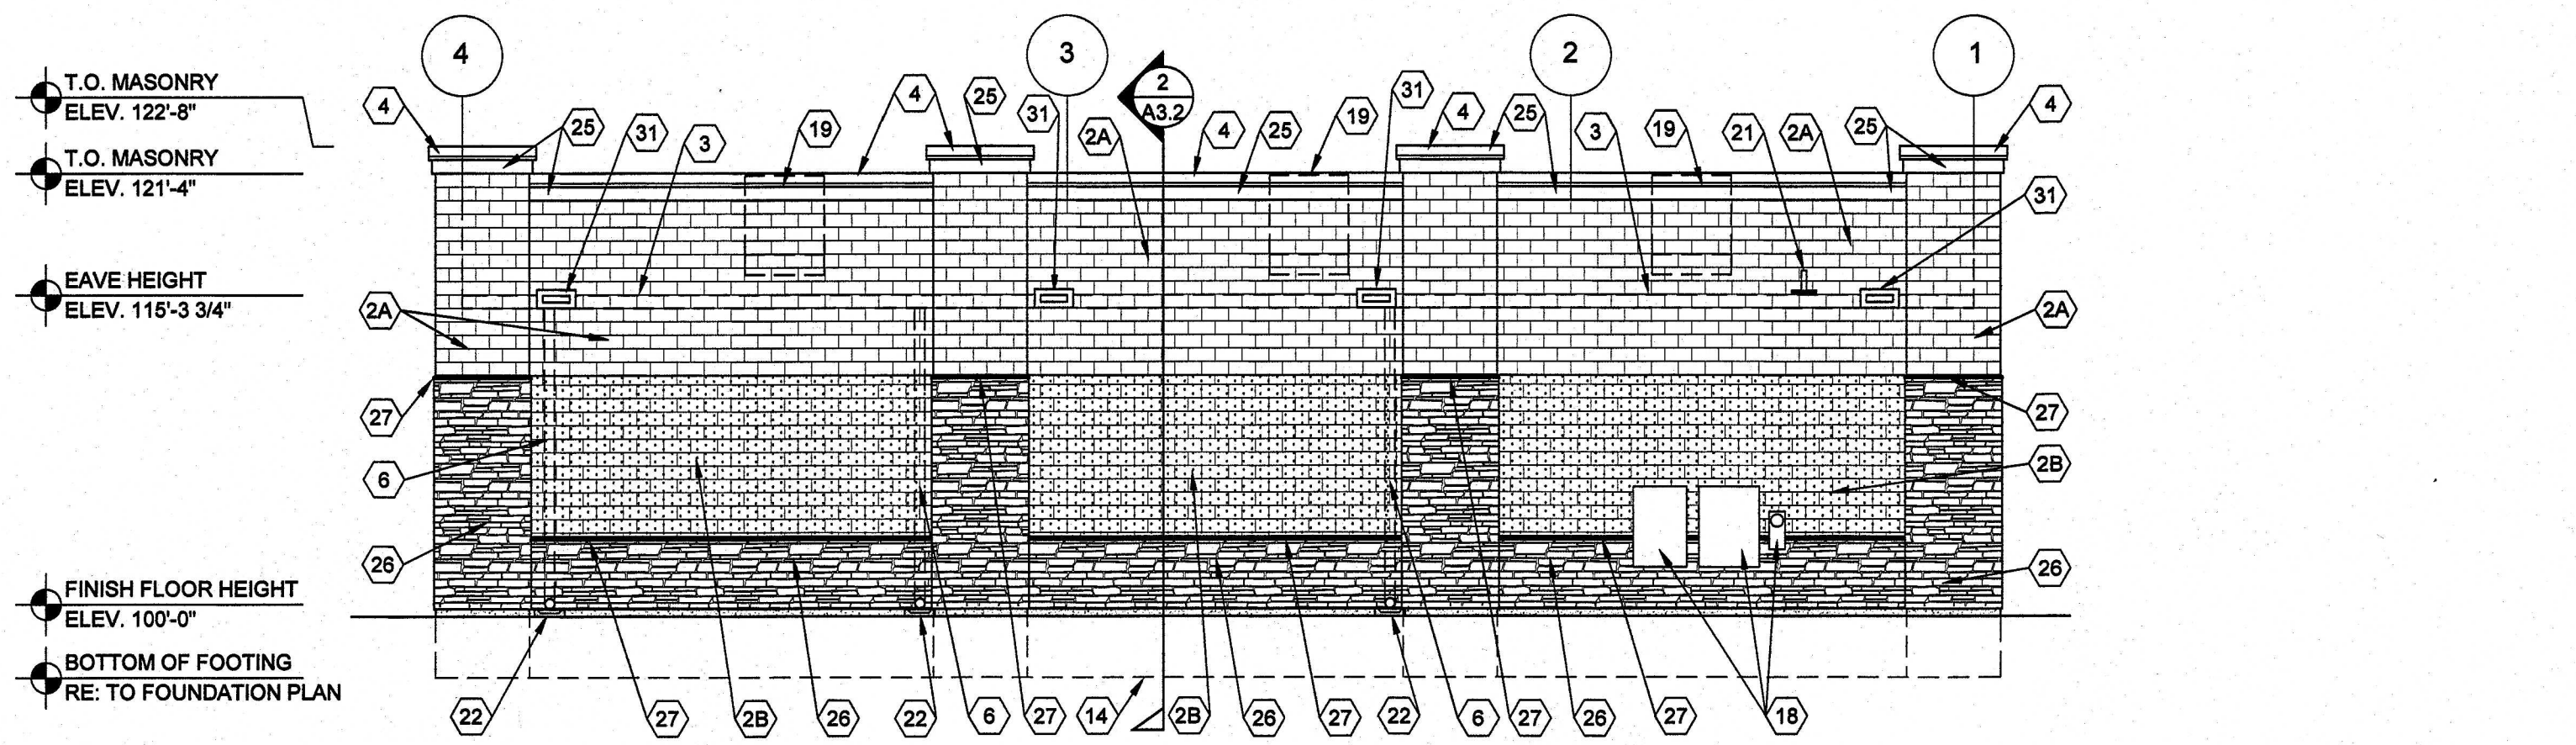 4
3
2
1
T.O. MASONRY
ELEV. 122'-8"
2
A3.2
4
25
31
3
19
4
25
31
2A
4
25
19
31
4
25
3
19
21
2A
25
4
T.O. MASONRY
ELEV. 121'-4"
31
EAVE HEIGHT
ELEV. 115'-3 3/4"
2A
2A
27
27
6
2B
26
26
FINISH FLOOR HEIGHT
ELEV. 100'-0"
BOTTOM OF FOOTING
RE: TO FOUNDATION PLAN
22
27
2B
26
22
6
27
14
2B
26
27
22
6
27
26
27
18